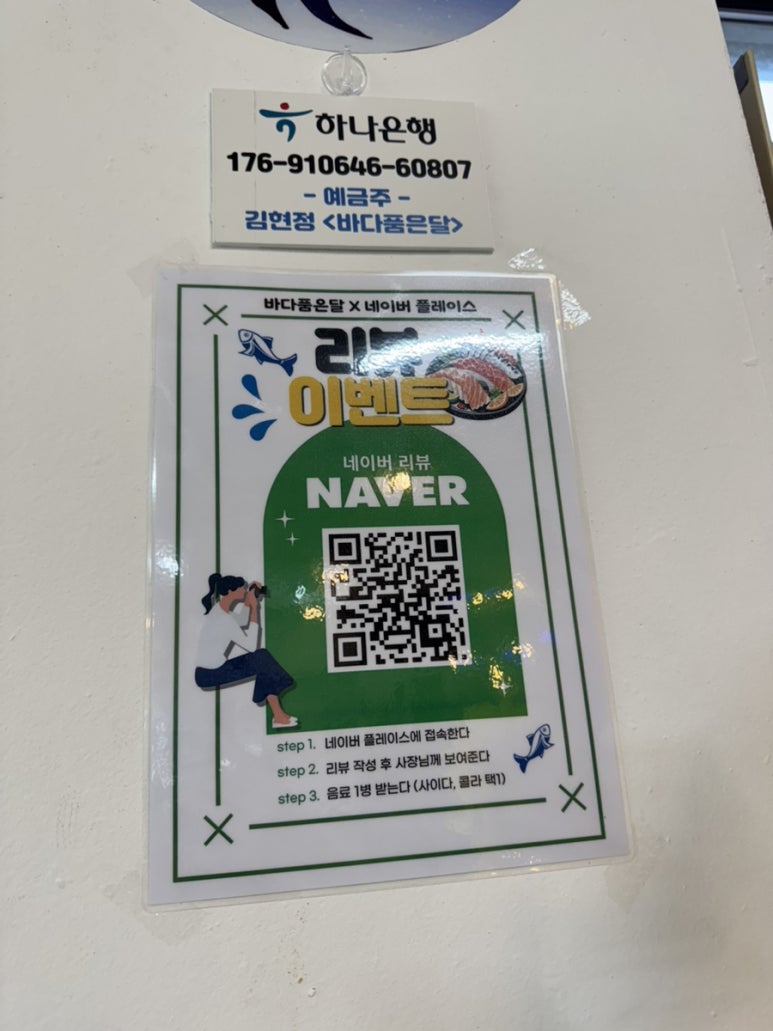 하나은행
176-910646-60807
- 예금주 -
김현정 <바다품은달>
바다품은달 X 네이버 플레이스
리뷰
이벤트
네이버 리뷰
NAVER
step 1. 네이버 플레이스에 접속한다
step 2. 리뷰 작성 후 사장님께 보여준다
step 3. 음료 1병 받는다 (사이다, 콜라 택1)